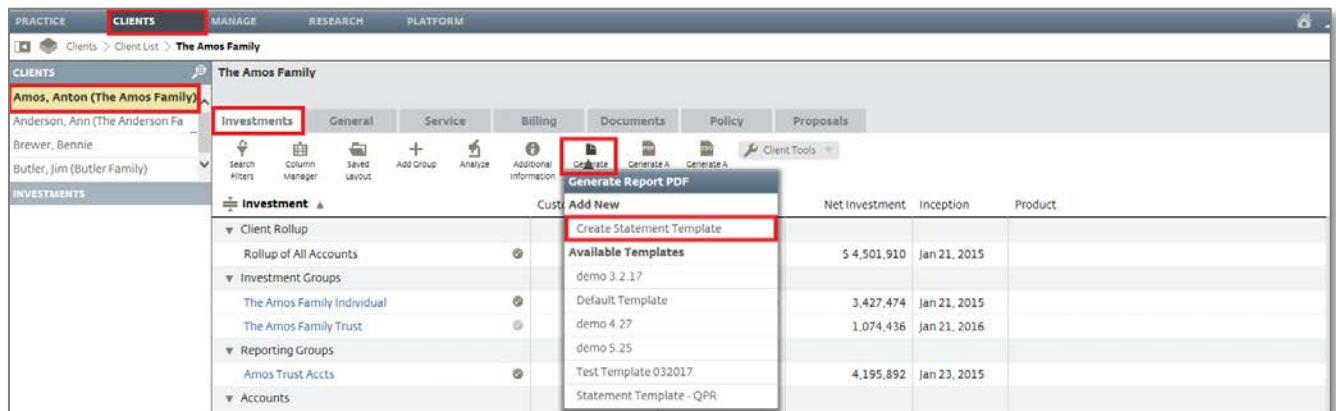 PRACTICE CLIENTS MANAGE RESEARCH PLATFORM
Clients > Client List > The Amos Family
CLIENTS
Amos, Anton (The Amos Family)
Anderson, Ann (The Anderson Fa
Brewer, Bennie
Butler, Jim (Butler Family)
INVESTMENTS
The Amos Family
Investments General Service Billing Documents Policy Proposals
Search Filters
Column Manager
Saved Layout
Add Group
Analyze
Additional Information
Generate
Generate A
Generate A
Client Tools
Generate Report PDF
Add New
Create Statement Template
Available Templates
demo 3.2.17
Default Template
demo 4.27
demo 5.25
Test Template 032017
Statement Template - QPR
Investment Custo Net Investment Inception Product
Client Rollup
Rollup of All Accounts $ 4,501,910 Jan 21, 2015
Investment Groups
The Amos Family Individual 3,427,474 Jan 21, 2015
The Amos Family Trust 1,074,436 Jan 21, 2016
Reporting Groups
Amos Trust Accts 4,195,892 Jan 23, 2015
Accounts